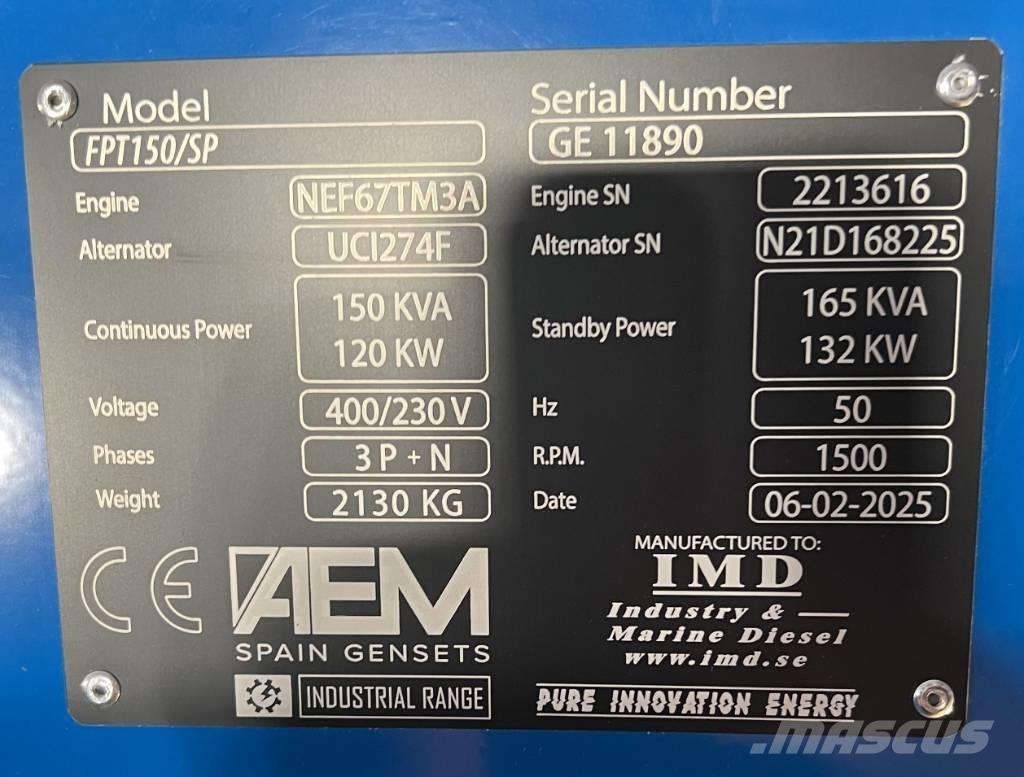 Model
FPT150/SP
Serial Number
GE 11890
Engine NEF67TM3A
Engine SN 2213616
Alternator UCI274F
Alternator SN N21D168225
Continuous Power 150 KVA
120 KW
Standby Power 165 KVA
132 KW
Voltage 400/230 V
Hz 50
Phases 3 P + N
R.P.M. 1500
Weight 2130 KG
Date 06-02-2025
CE
AEM
SPAIN GENSETS
INDUSTRIAL RANGE
MANUFACTURED TO:
IMD
Industry &
Marine Diesel
www.imd.se
PURE INNOVATION ENERGY
MASCUS